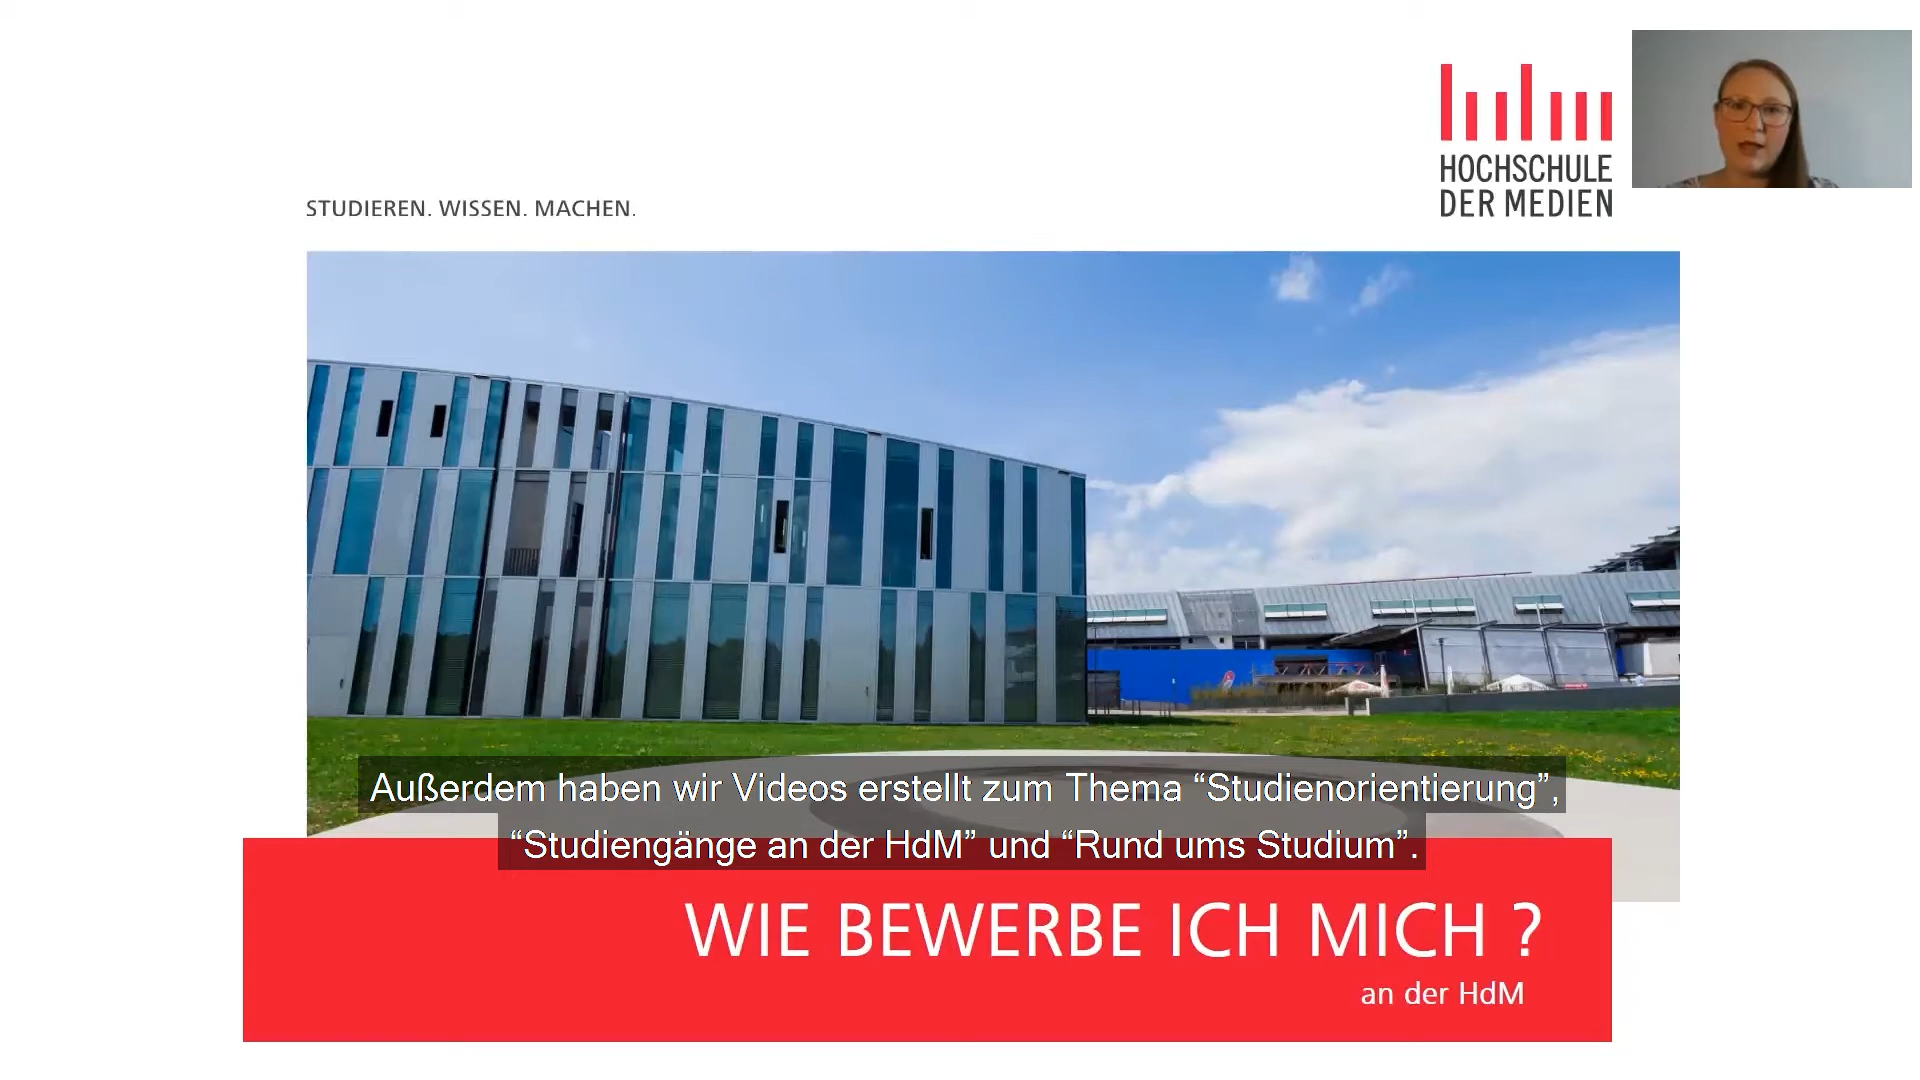 HOCHSCHULE
DER MEDIEN
STUDIEREN. WISSEN. MACHEN.
Außerdem haben wir Videos erstellt zum Thema “Studienorientierung”,
“Studiengänge an der HdM” und “Rund ums Studium”.
WIE BEWERBE ICH MICH ?
an der HdM